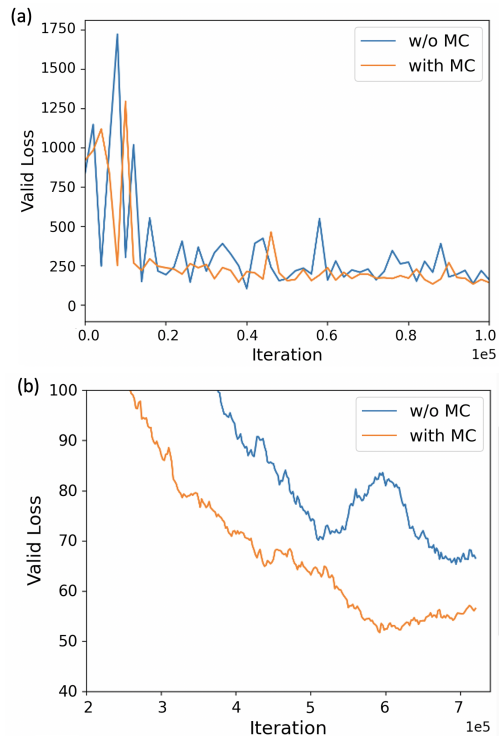 (a)
1750
1500
1250
1000
750
500
250
0
Valid Loss
w/o MC
with MC
0.0
0.2
0.4
0.6
0.8
1.0
1e5
Iteration
(b)
100
90
80
70
60
50
40
Valid Loss
w/o MC
with MC
2
3
4
5
6
7
1e5
Iteration